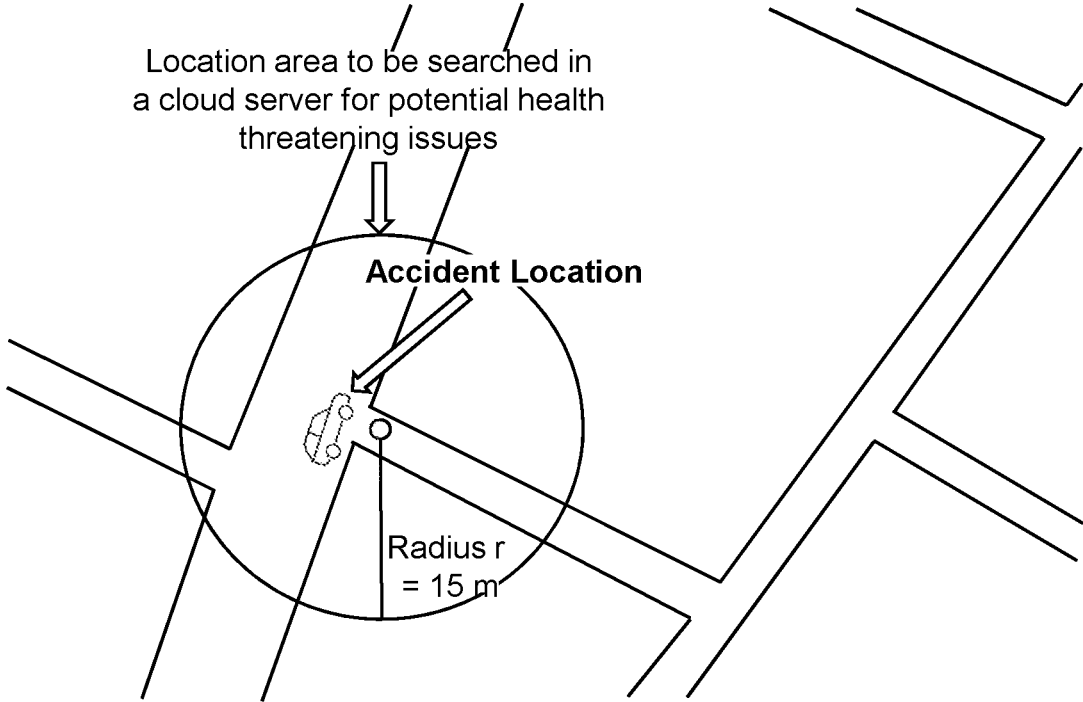 Location area to be searched in
a cloud server for potential health
threatening issues
Accident Location
Radius r
= 15 m